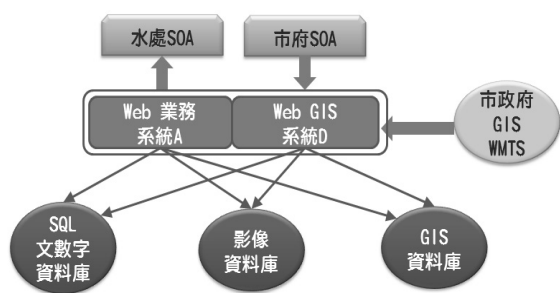 水處SOA
市府SOA
Web 業務
系統A
Web GIS
系統D
市政府
GIS
WMTS
SQL
文數字
資料庫
影像
資料庫
GIS
資料庫